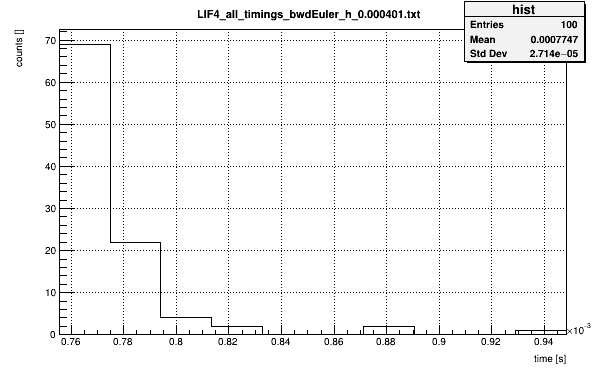 LIF4_all_timings_bwdEuler_h_0.000401.txt
hist
Entries 100
Mean 0.0007747
Std Dev 2.714e−05
counts []
70
60
50
40
30
20
10
0
0.76 0.78 0.8 0.82 0.84 0.86 0.88 0.9 0.92 0.94
×10⁻³
time [s]